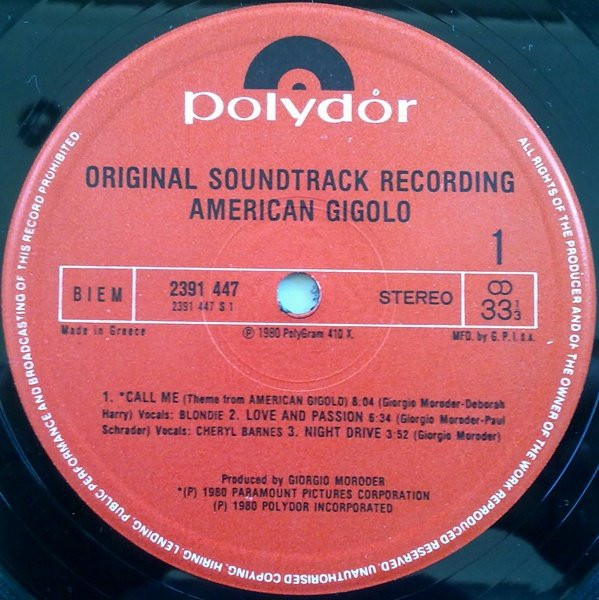 polydor
ORIGINAL SOUNDTRACK RECORDING
AMERICAN GIGOLO
1
BIEM
2391 447
2391 447 S 1
STEREO
33 1/3
Made in Greece
℗ 1980 PolyGram 410 X.
MFD. by G. P. I s.a.
1. *CALL ME (Theme from AMERICAN GIGOLO) 8:04 (Giorgio Moroder-Deborah
Harry) Vocals: BLONDIE 2. LOVE AND PASSION 6:34 (Giorgio Moroder-Paul
Schrader) Vocals: CHERYL BARNES 3. NIGHT DRIVE 3:52 (Giorgio Moroder)
Produced by GIORGIO MORODER
*(P) 1980 PARAMOUNT PICTURES CORPORATION
(P) 1980 POLYDOR INCORPORATED
ALL RIGHTS OF THE PRODUCER AND OF THE OWNER OF THE WORK REPRODUCED RESERVED. UNAUTHORISED COPYING, HIRING, LENDING, PUBLIC PERFORMANCE AND BROADCASTING OF THIS RECORD PROHIBITED.